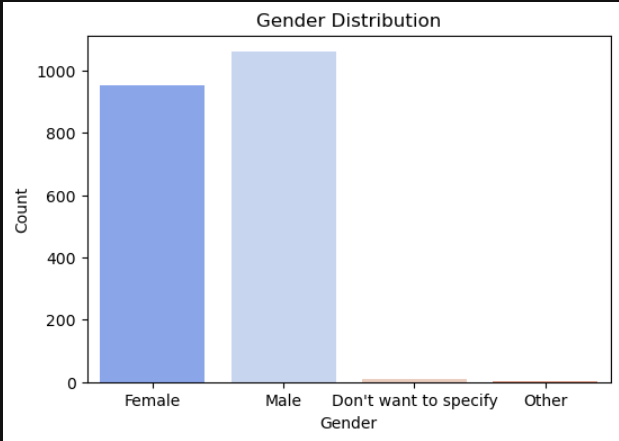 Gender Distribution
1000
800
600
400
200
0
Count
Female Male Don't want to specify Other
Gender